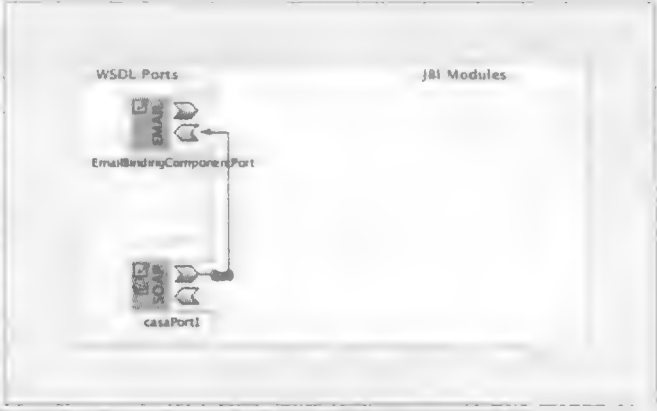 WSDL Ports
JBI Modules
EMAIL
EmailBindingComponentPort
SOAP
casaPort1